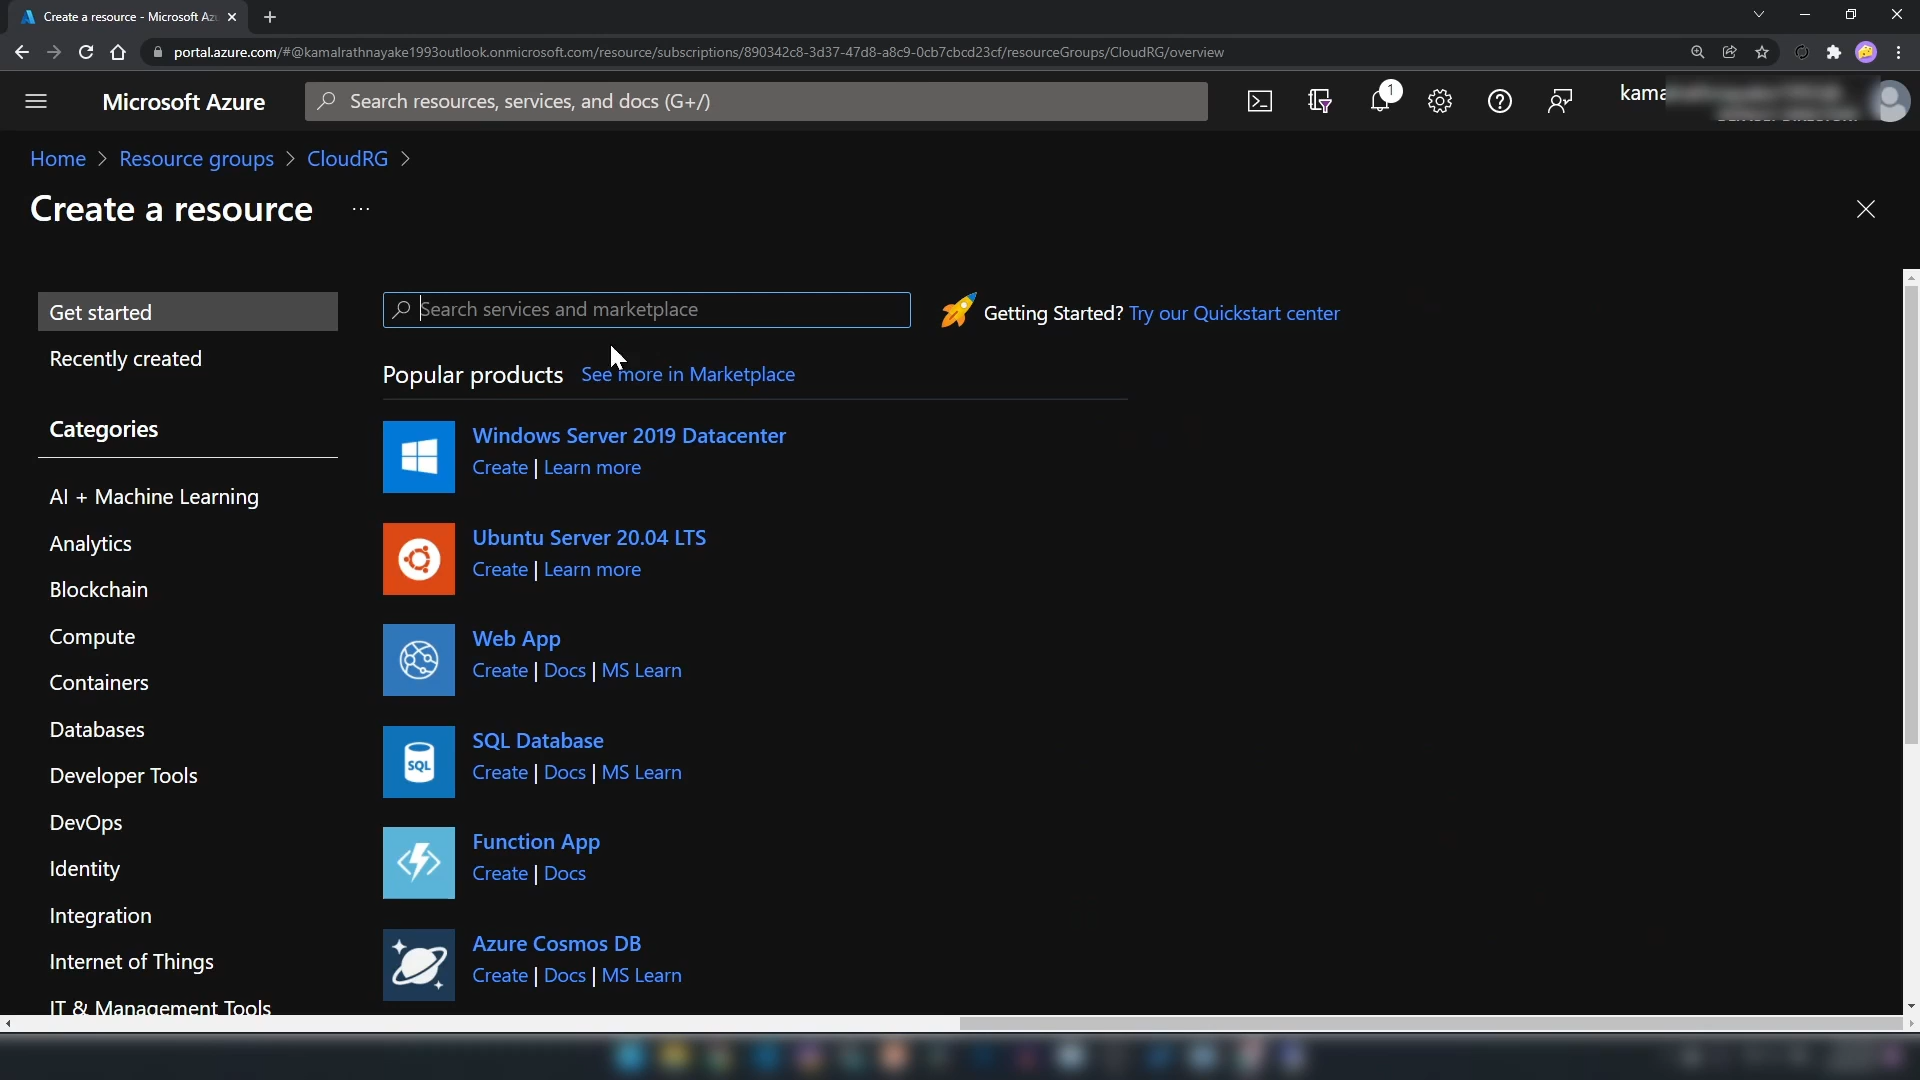 Create a resource - Microsoft Az
portal.azure.com/#@kamalrathnayake1993outlook.onmicrosoft.com/resource/subscriptions/890342c8-3d37-47d8-a8c9-0cb7cbcd23cf/resourceGroups/CloudRG/overview
Microsoft Azure
Search resources, services, and docs (G+/)
1
kama
Home > Resource groups > CloudRG >
Create a resource ...
Get started
Recently created
Categories
AI + Machine Learning
Analytics
Blockchain
Compute
Containers
Databases
Developer Tools
DevOps
Identity
Integration
Internet of Things
IT & Management Tools
Search services and marketplace
Getting Started? Try our Quickstart center
Popular products See more in Marketplace
Windows Server 2019 Datacenter
Create | Learn more
Ubuntu Server 20.04 LTS
Create | Learn more
Web App
Create | Docs | MS Learn
SQL
SQL Database
Create | Docs | MS Learn
Function App
Create | Docs
Azure Cosmos DB
Create | Docs | MS Learn